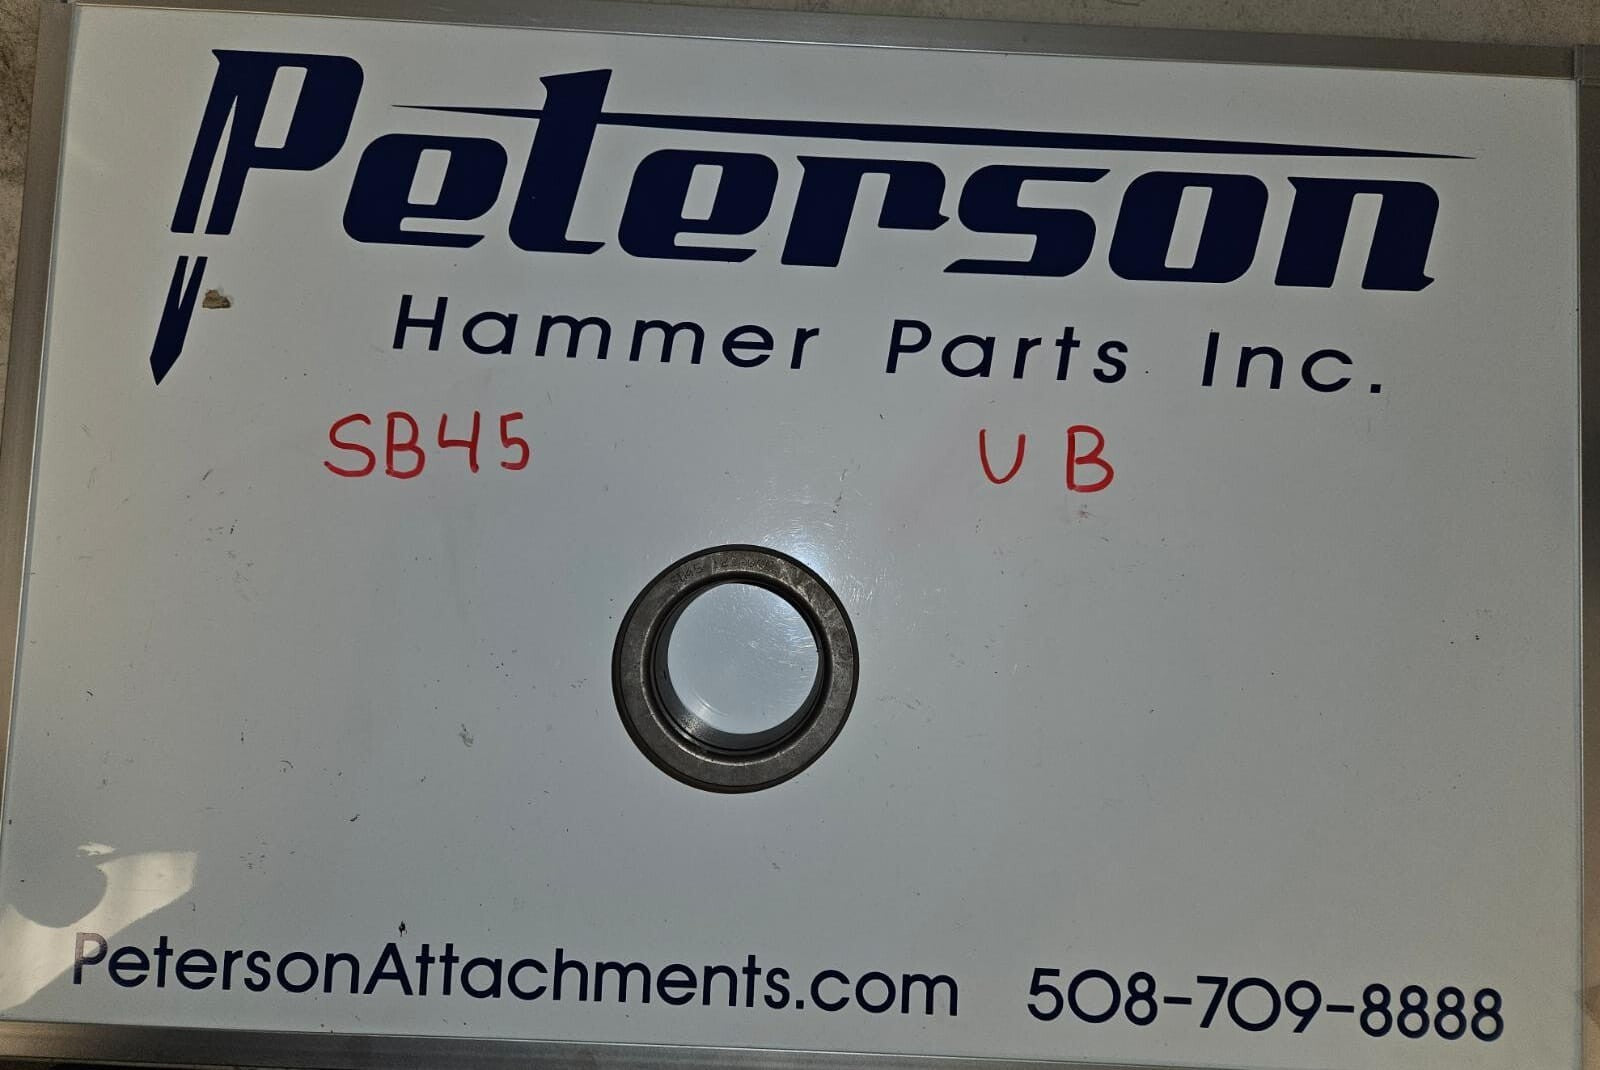 Peterson
Hammer Parts Inc.
SB45 UB
PetersonAttachments.com 508-709-8888